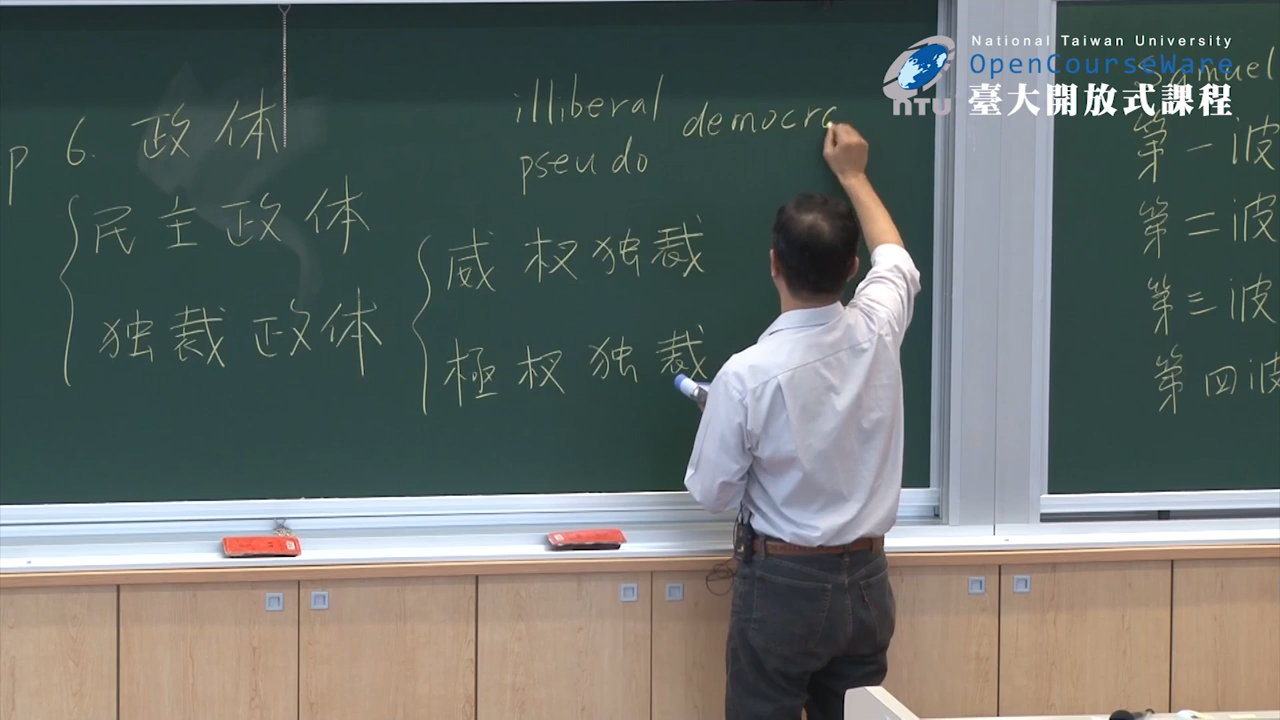 National Taiwan University
OpenCourseWare
NTU
臺大開放式課程
p 6. 政体
民主政体
独裁政体
威权独裁
極权独裁
illiberal democra
pseudo
Samuel
第一波
第二波
第三波
第四波